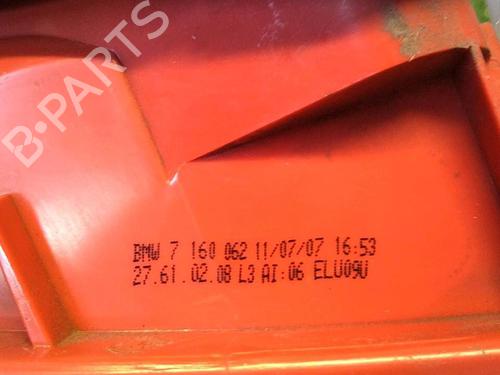 B-PARTS
BMW 7 160 062 11/07/07 16:53
27.61.02.08 L3 AI:06 ELU09U